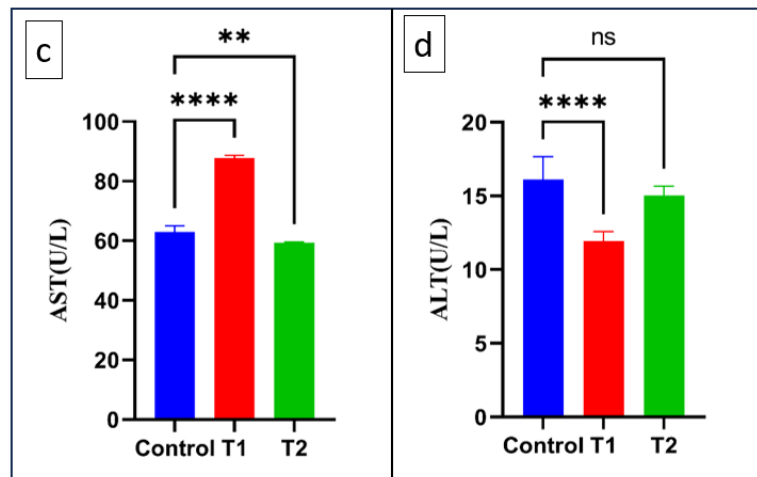 c
**
****
100
80
60
40
20
0
AST(U/L)
Control T1 T2
d
ns
****
20
15
10
5
0
ALT(U/L)
Control T1 T2